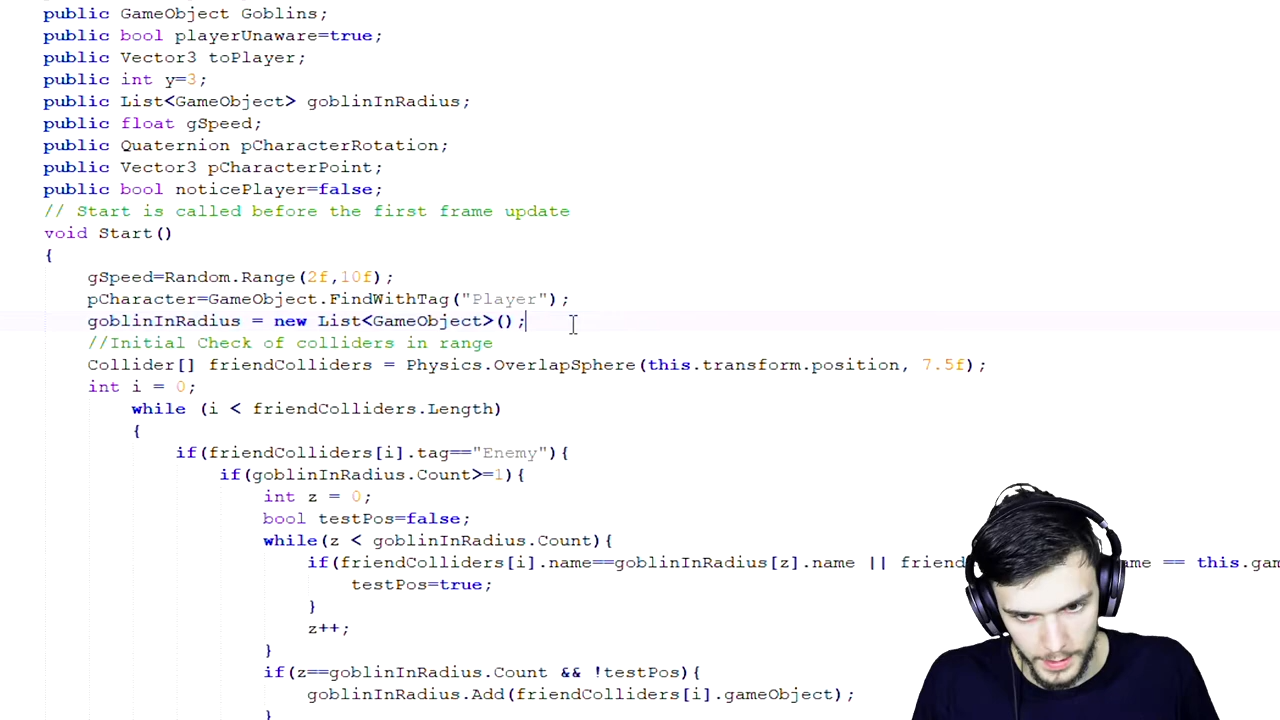 public GameObject Goblins;
public bool playerUnaware=true;
public Vector3 toPlayer;
public int y=3;
public List<GameObject> goblinInRadius;
public float gSpeed;
public Quaternion pCharacterRotation;
public Vector3 pCharacterPoint;
public bool noticePlayer=false;
// Start is called before the first frame update
void Start()
{
gSpeed=Random.Range(2f,10f);
pCharacter=GameObject.FindWithTag("Player");
goblinInRadius = new List<GameObject>();
//Initial Check of colliders in range
Collider[] friendColliders = Physics.OverlapSphere(this.transform.position, 7.5f);
int i = 0;
while (i < friendColliders.Length)
{
if(friendColliders[i].tag=="Enemy"){
if(goblinInRadius.Count>=1){
int z = 0;
bool testPos=false;
while(z < goblinInRadius.Count){
if(friendColliders[i].name==goblinInRadius[z].name || friend ame == this.gam
testPos=true;
}
z++;
}
if(z==goblinInRadius.Count && !testPos){
goblinInRadius.Add(friendColliders[i].gameObject);
}